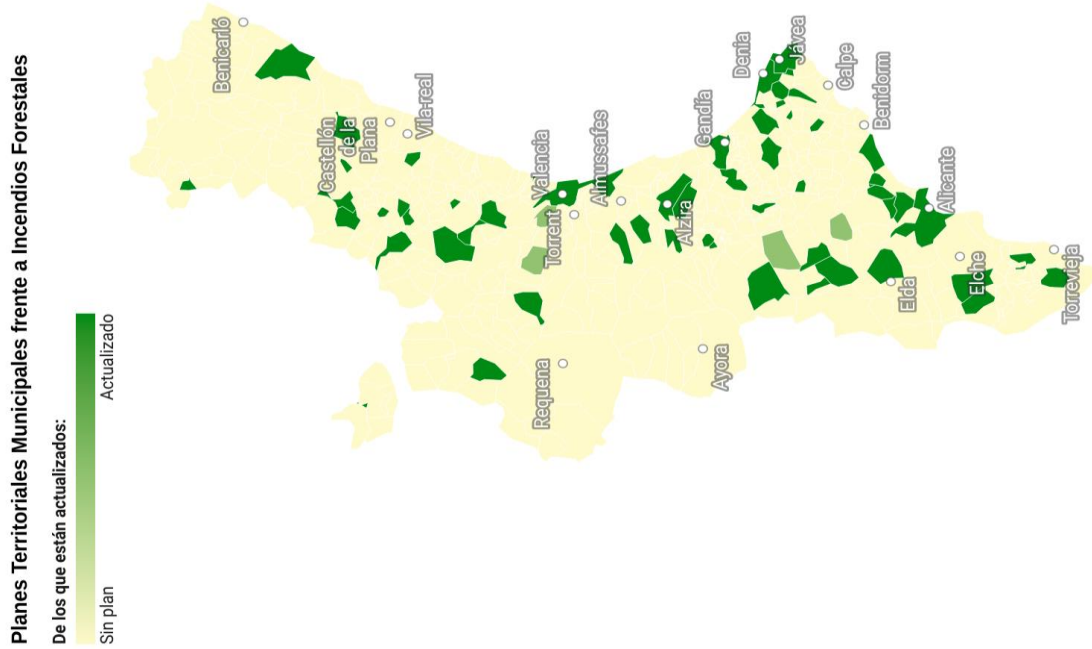 Planes Territoriales Municipales frente a Incendios Forestales
De los que están actualizados:
Sin plan
Actualizado
Benicarló
Castellón
de la
Plana
Vila-real
Valencia
Torrent
Almussafes
Requena
Alzira
Gandía
Ayora
Denia
Jávea
Calpe
Benidorm
Elda
Alicante
Elche
Torrevieja